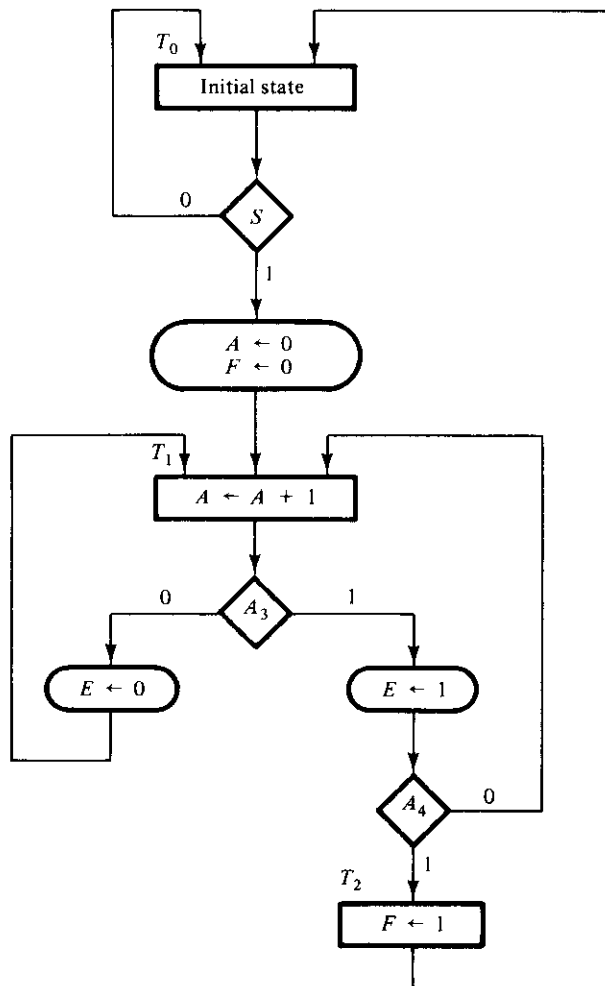 T₀
Initial state
0
S
1
A ← 0
F ← 0
T₁
A ← A + 1
0
A₃
1
E ← 0
E ← 1
A₄
0
1
T₂
F ← 1